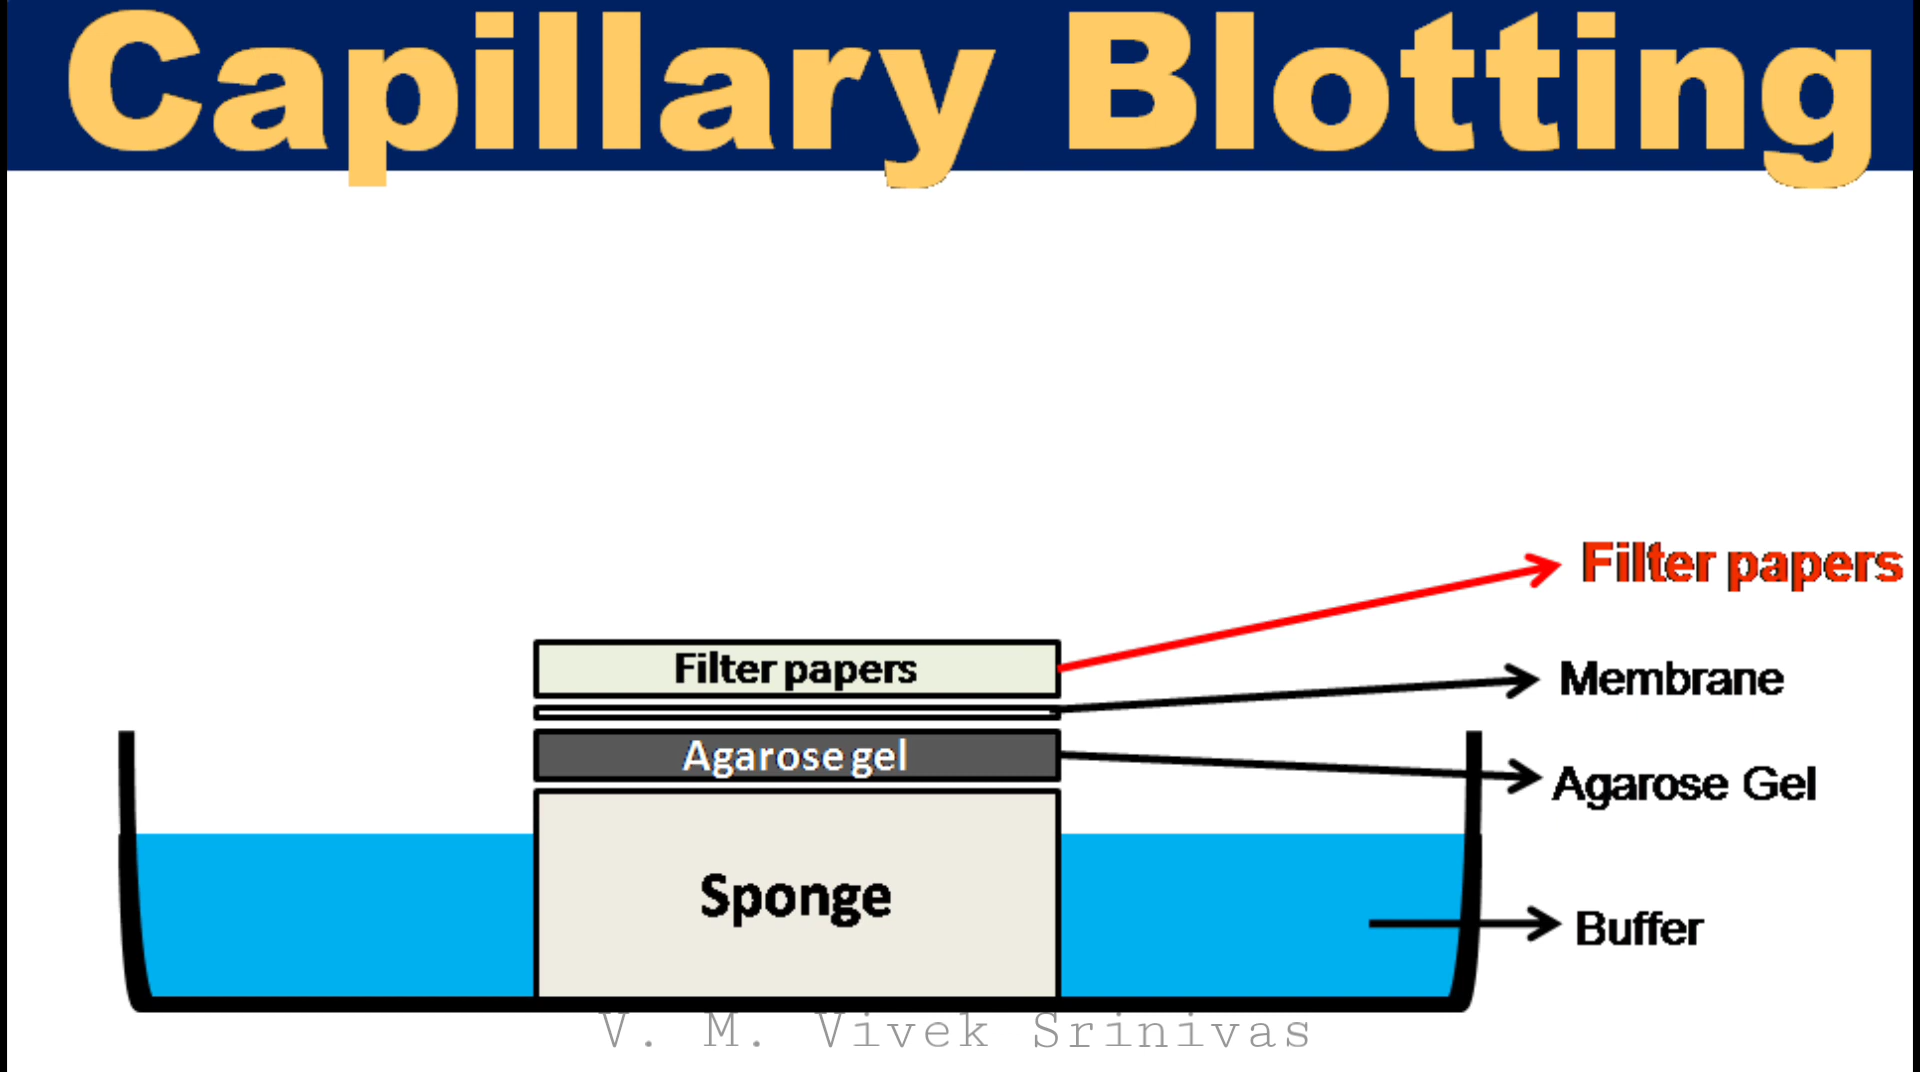 Capillary Blotting
Filter papers
Filter papers
Membrane
Agarose gel
Agarose Gel
Sponge
Buffer
V. M. Vivek Srinivas